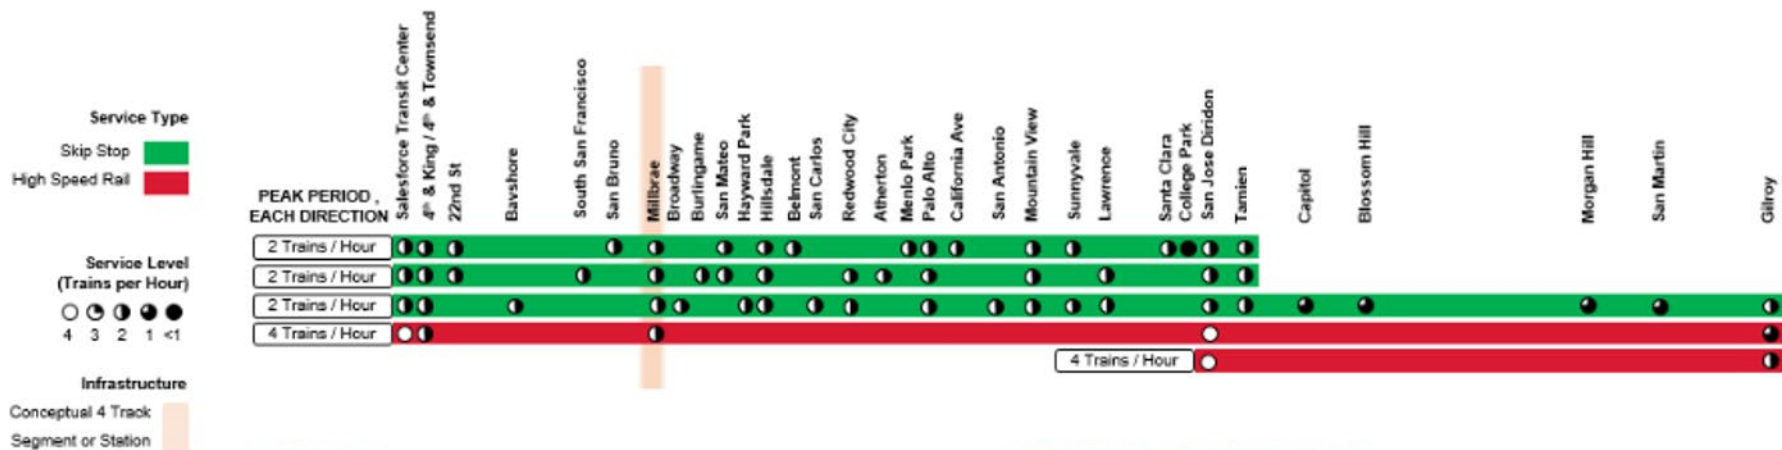 Service Type
Skip Stop
High Speed Rail
Service Level
(Trains per Hour)
4 3 2 1 <1
Infrastructure
Conceptual 4 Track
Segment or Station
PEAK PERIOD ,
EACH DIRECTION
Salesforce Transit Center
4th & King / 4th & Townsend
22nd St
Bayshore
South San Francisco
San Bruno
Millbrae
Broadway
Burlingame
San Mateo
Hayward Park
Hillsdale
Belmont
San Carlos
Redwood City
Atherton
Menlo Park
Palo Alto
California Ave
San Antonio
Mountain View
Sunnyvale
Lawrence
Santa Clara
College Park
San Jose Diridon
Tamien
Capitol
Blossom Hill
Morgan Hill
San Martin
Gilroy
2 Trains / Hour
2 Trains / Hour
2 Trains / Hour
4 Trains / Hour
4 Trains / Hour